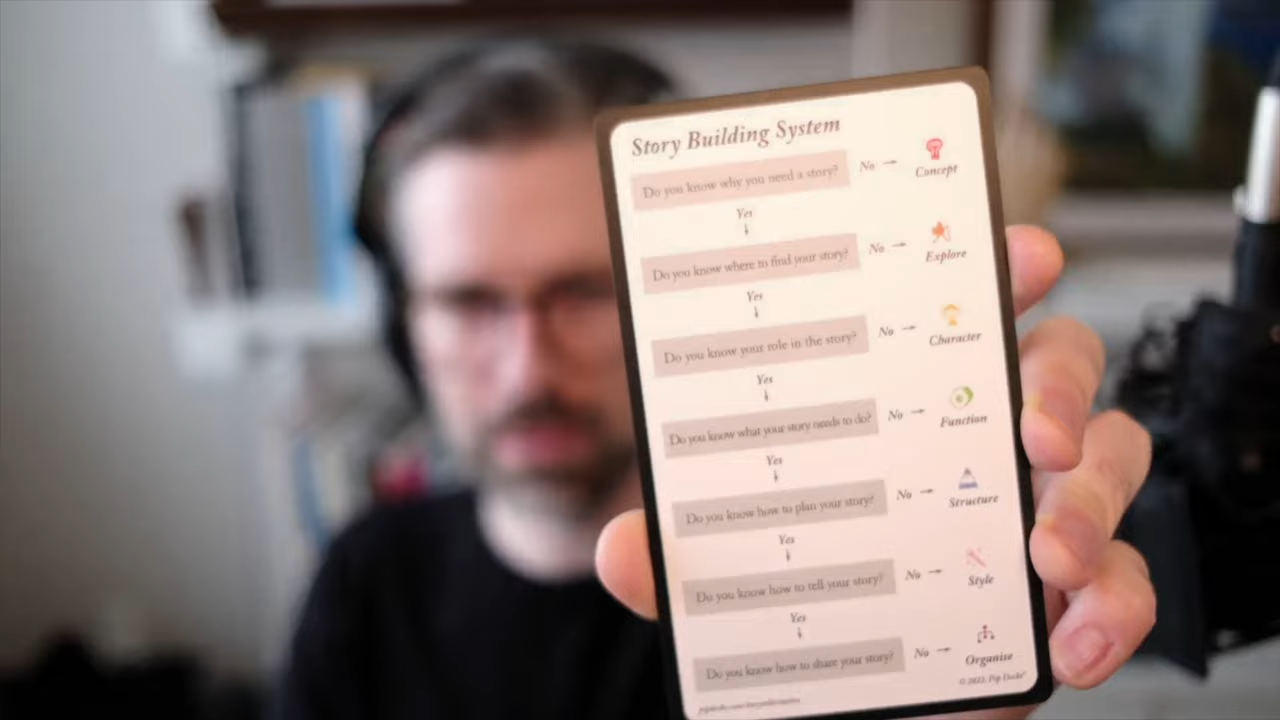 Story Building System
Do you know why you need a story? No → Concept
Yes
↓
Do you know where to find your story? No → Explore
Yes
↓
Do you know your role in the story? No → Character
Yes
↓
Do you know what your story needs to do? No → Function
Yes
↓
Do you know how to plan your story? No → Structure
Yes
↓
Do you know how to tell your story? No → Style
Yes
↓
Do you know how to share your story? No → Organise
© 2022, Pip Decks